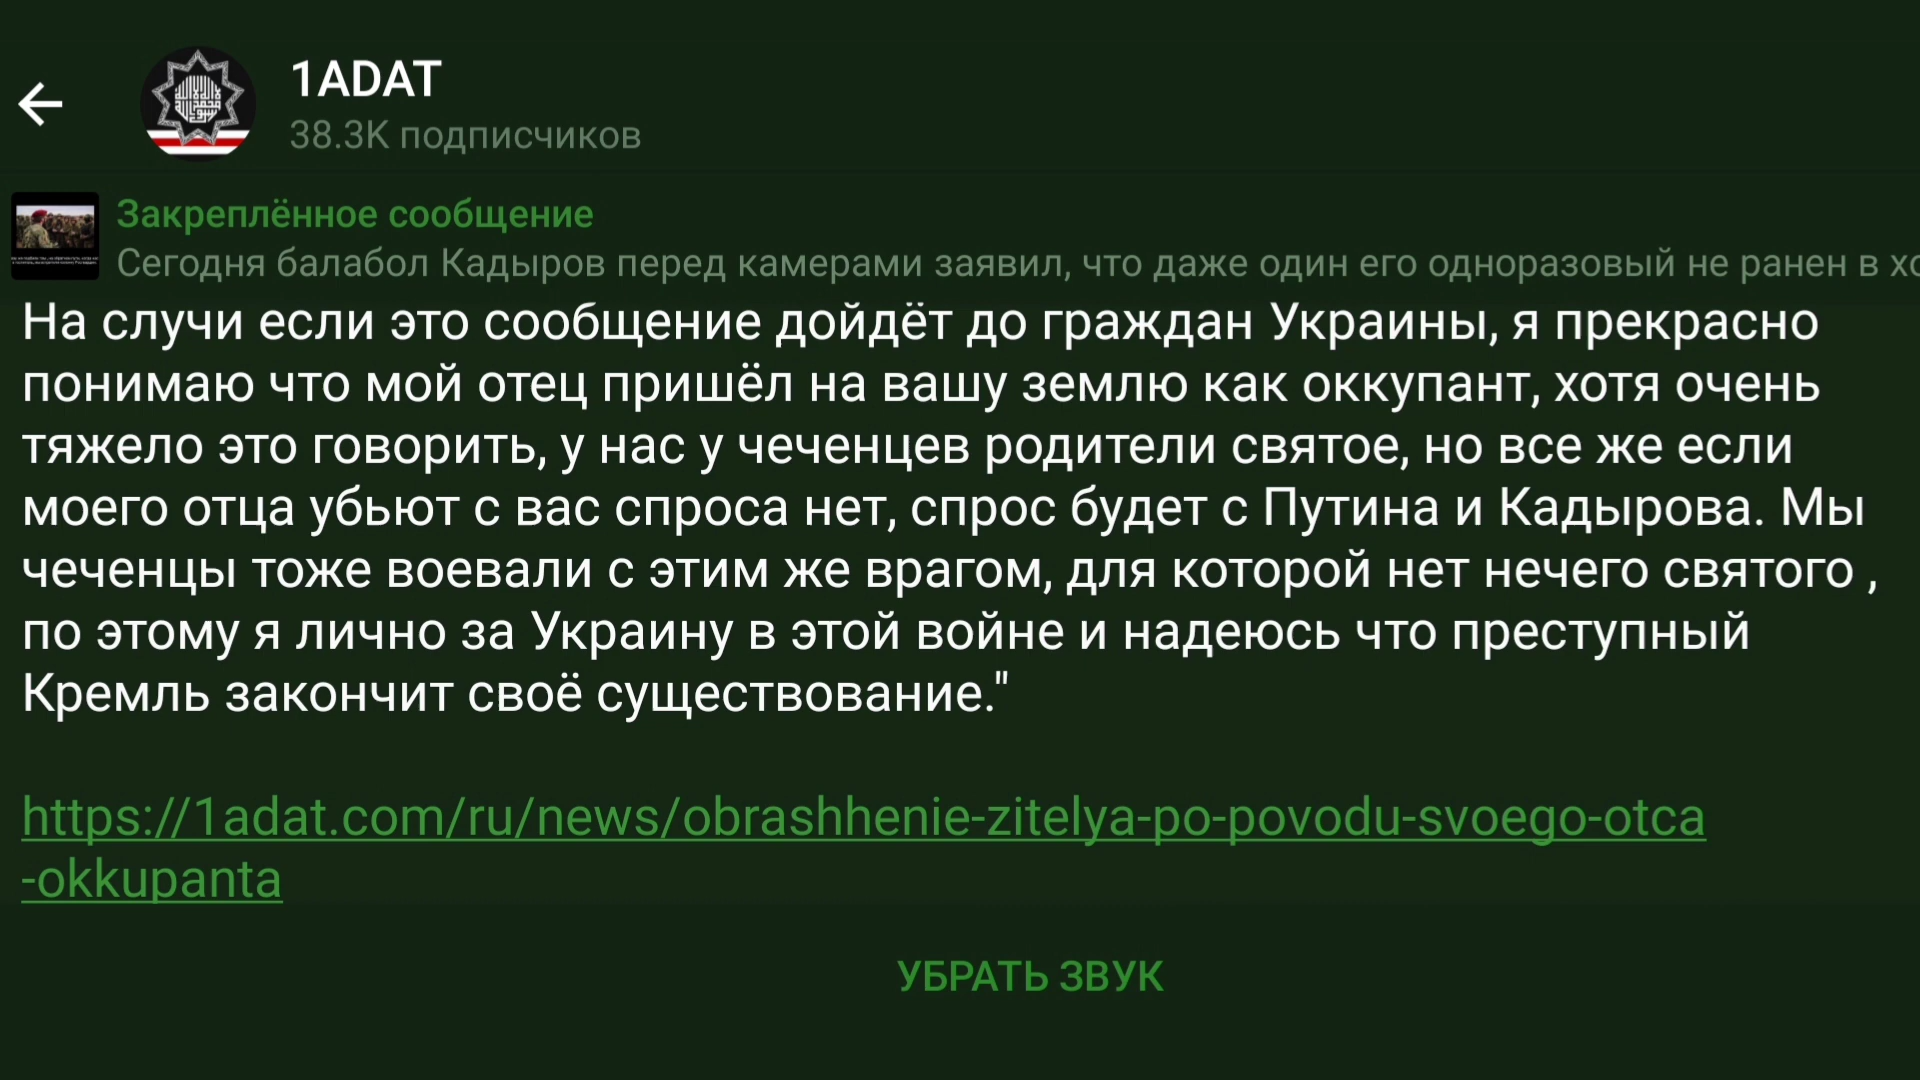 1ADAT
38.3K подписчиков
Закреплённое сообщение
Сегодня балабол Кадыров перед камерами заявил, что даже один его одноразовый не ранен в хо
На случи если это сообщение дойдёт до граждан Украины, я прекрасно
понимаю что мой отец пришёл на вашу землю как оккупант, хотя очень
тяжело это говорить, у нас у чеченцев родители святое, но все же если
моего отца убьют с вас спроса нет, спрос будет с Путина и Кадырова. Мы
чеченцы тоже воевали с этим же врагом, для которой нет нечего святого ,
по этому я лично за Украину в этой войне и надеюсь что преступный
Кремль закончит своё существование."
https://1adat.com/ru/news/obrashhenie-zitelya-po-povodu-svoego-otca
-okkupanta
УБРАТЬ ЗВУК